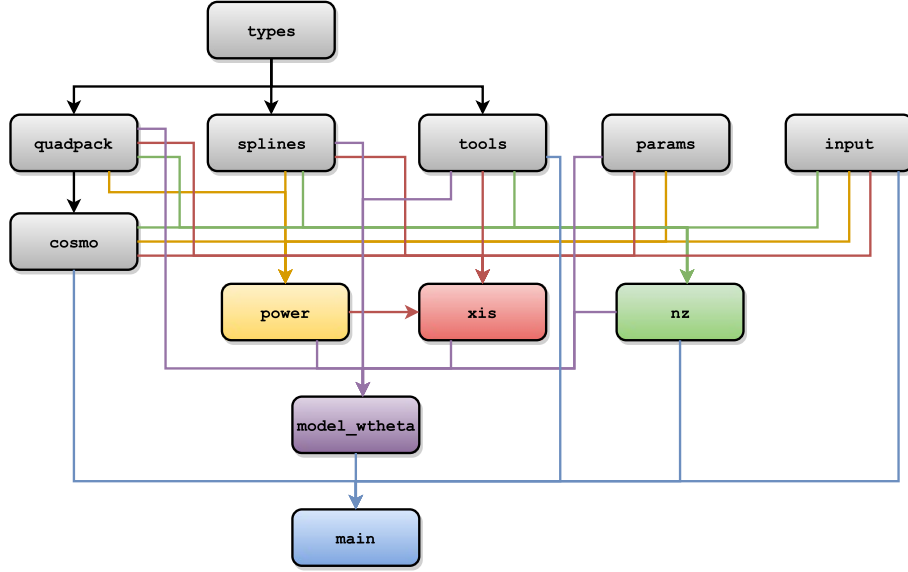 types
quadpack
splines
tools
params
input
cosmo
power
xis
nz
model_wtheta
main